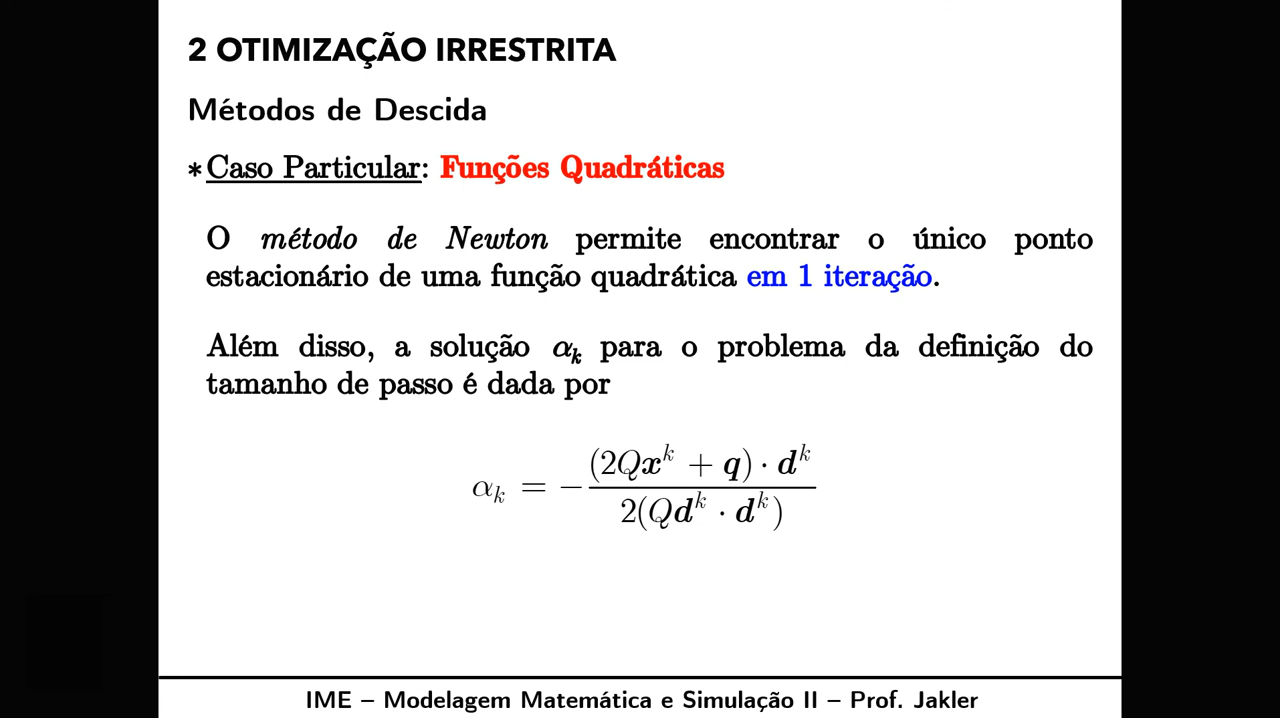 2 OTIMIZAÇÃO IRRESTRITA
Métodos de Descida
*Caso Particular: Funções Quadráticas
O método de Newton permite encontrar o único ponto
estacionário de uma função quadrática em 1 iteração.
Além disso, a solução αₖ para o problema da definição do
tamanho de passo é dada por
αₖ = −(2Qxᵏ + q) · dᵏ / 2(Qdᵏ · dᵏ)
IME – Modelagem Matemática e Simulação II – Prof. Jakler